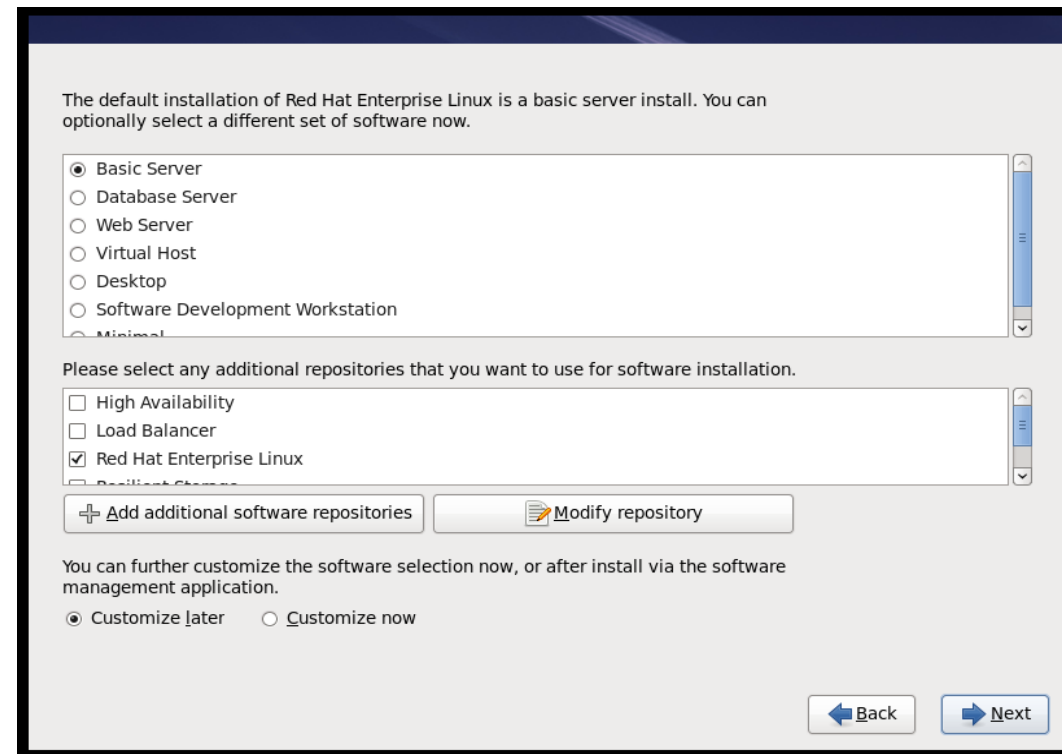 The default installation of Red Hat Enterprise Linux is a basic server install. You can
optionally select a different set of software now.
Basic Server
Database Server
Web Server
Virtual Host
Desktop
Software Development Workstation
Minimal
Please select any additional repositories that you want to use for software installation.
High Availability
Load Balancer
Red Hat Enterprise Linux
Resilient Storage
Add additional software repositories
Modify repository
You can further customize the software selection now, or after install via the software
management application.
Customize later
Customize now
Back
Next